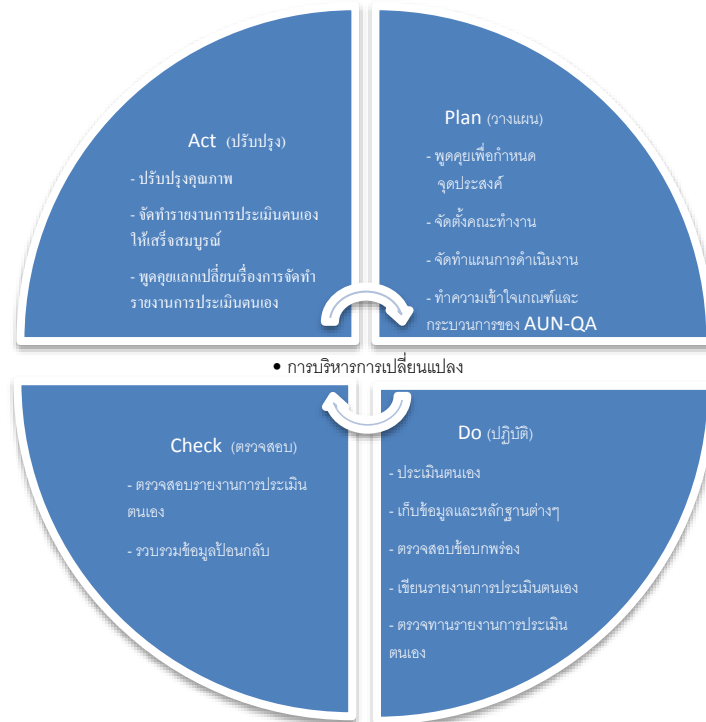 Act (ปรับปรุง)
- ปรับปรุงคุณภาพ
- จัดทำรายงานการประเมินตนเอง
ให้เสร็จสมบูรณ์
- พูดคุยแลกเปลี่ยนเรื่องการจัดทำ
รายงานการประเมินตนเอง
Plan (วางแผน)
- พูดคุยเพื่อกำหนด
จุดประสงค์
- จัดตั้งคณะทำงาน
- จัดทำแผนการดำเนินงาน
- ทำความเข้าใจเกณฑ์และ
กระบวนการของ AUN-QA
• การบริหารการเปลี่ยนแปลง
Check (ตรวจสอบ)
- ตรวจสอบรายงานการประเมิน
ตนเอง
- รวบรวมข้อมูลป้อนกลับ
Do (ปฏิบัติ)
- ประเมินตนเอง
- เก็บข้อมูลและหลักฐานต่างๆ
- ตรวจสอบข้อบกพร่อง
- เขียนรายงานการประเมินตนเอง
- ตรวจทานรายงานการประเมิน
ตนเอง